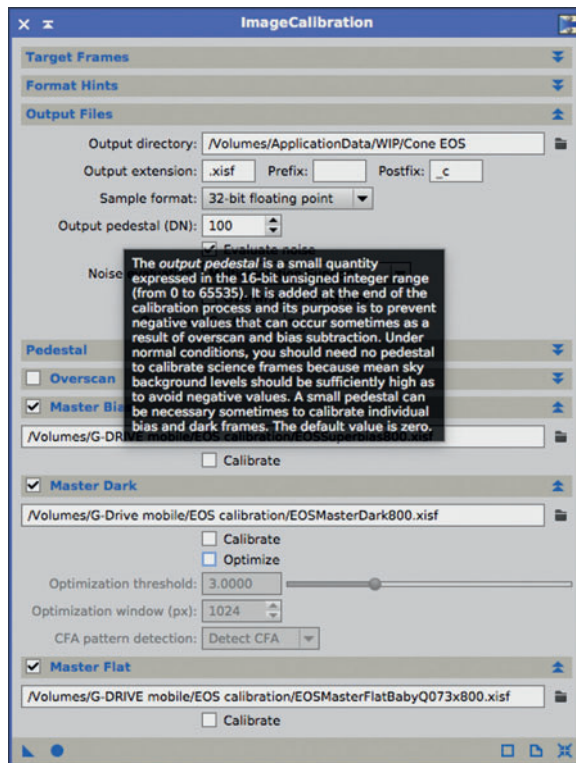 ImageCalibration
Target Frames
Format Hints
Output Files
Output directory: /Volumes/ApplicationData/WIP/Cone EOS
Output extension: .xisf Prefix: Postfix: _c
Sample format: 32-bit floating point
Output pedestal (DN): 100
Evaluate noise
Noise
The output pedestal is a small quantity
expressed in the 16-bit unsigned integer range
(from 0 to 65535). It is added at the end of the
calibration process and its purpose is to prevent
negative values that can occur sometimes as a
result of overscan and bias subtraction. Under
normal conditions, you should need no pedestal
to calibrate science frames because mean sky
background levels should be sufficiently high as
to avoid negative values. A small pedestal can
be necessary sometimes to calibrate individual
bias and dark frames. The default value is zero.
Pedestal
Overscan
Master Bias
/Volumes/G-DRIVE mobile/EOS calibration/EOSSuperbias800.xisf
Calibrate
Master Dark
/Volumes/G-Drive mobile/EOS calibration/EOSMasterDark800.xisf
Calibrate
Optimize
Optimization threshold: 3.0000
Optimization window (px): 1024
CFA pattern detection: Detect CFA
Master Flat
/Volumes/G-DRIVE mobile/EOS calibration/EOSMasterFlatBabyQ073x800.xisf
Calibrate